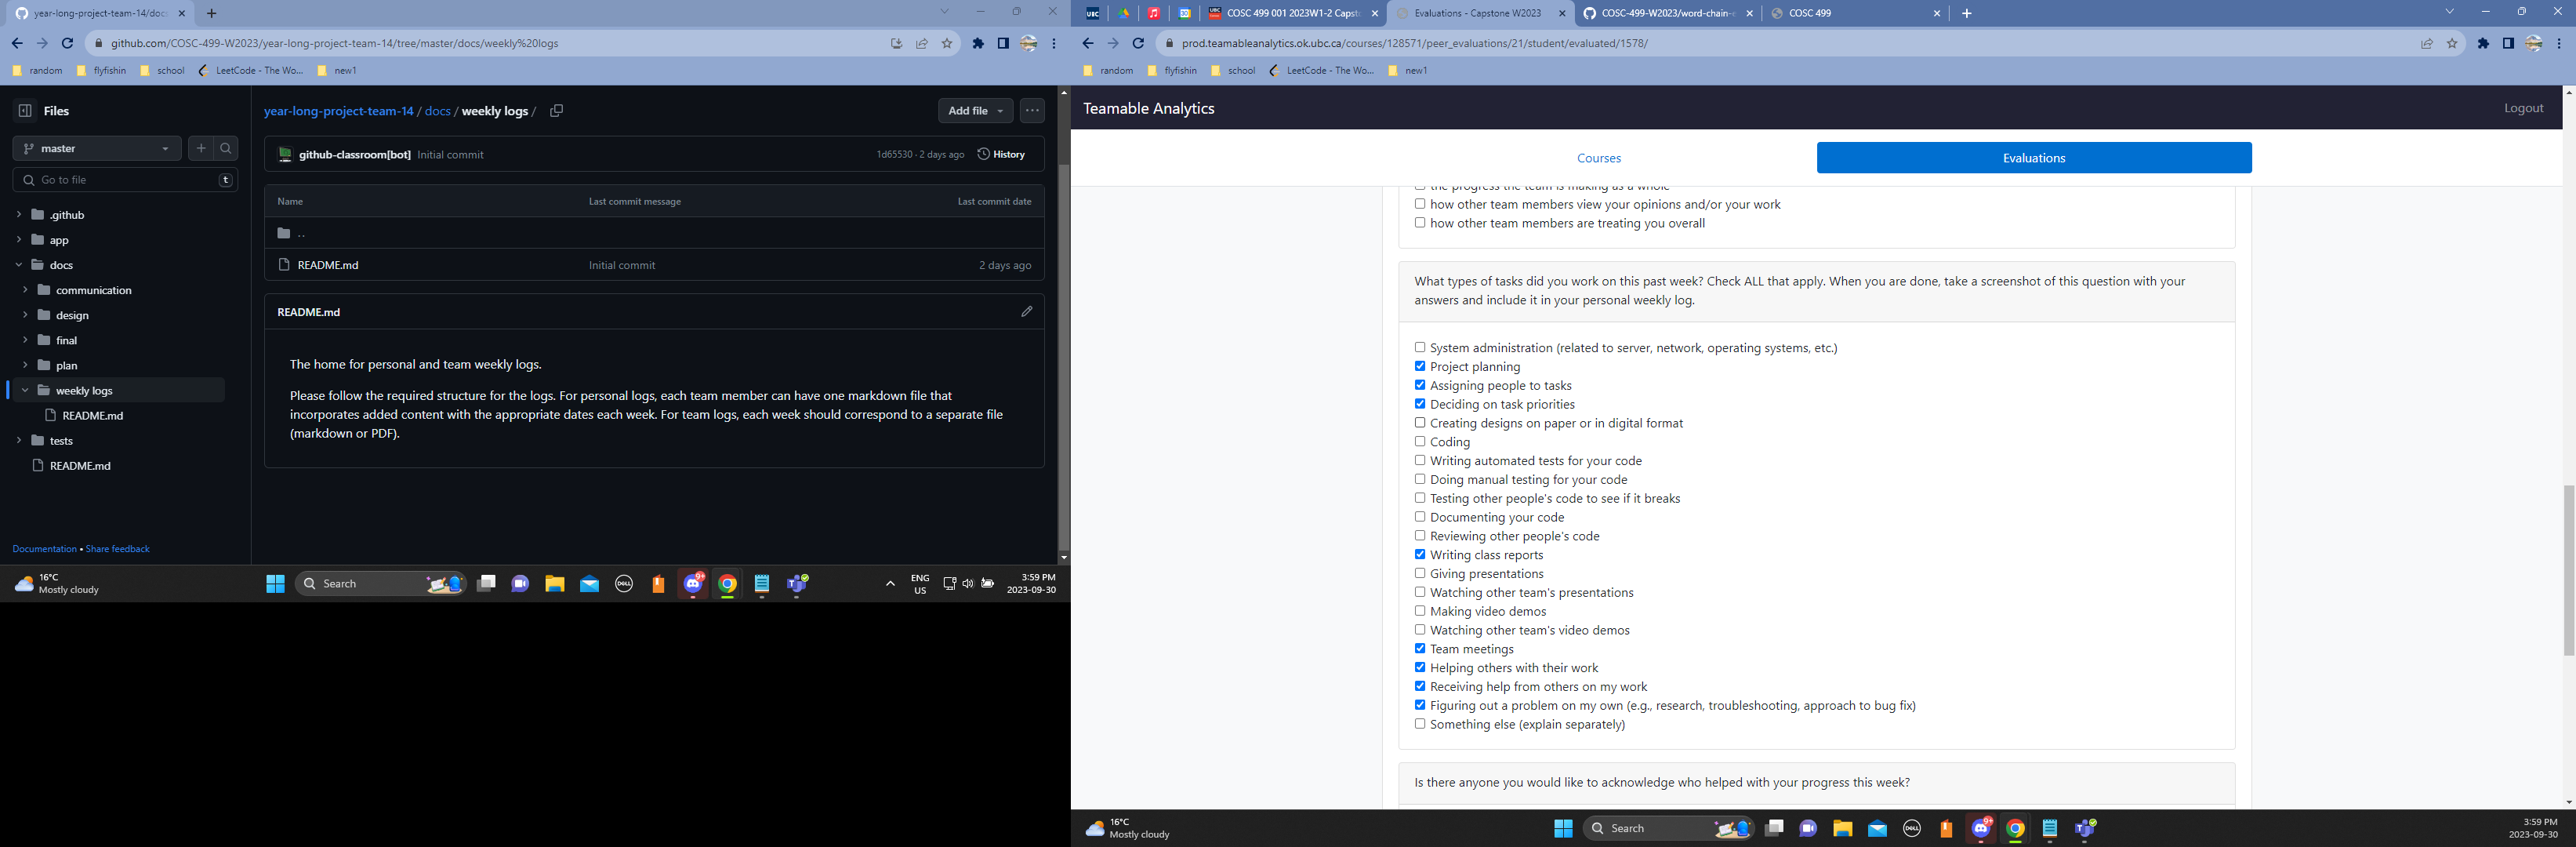 year-long-project-team-14/docs
github.com/COSC-499-W2023/year-long-project-team-14/tree/master/docs/weekly%20logs
random
flyfishin
school
LeetCode - The Wo...
new1
Files
master
Go to file
t
.github
app
docs
communication
design
final
plan
weekly logs
README.md
tests
README.md
Documentation • Share feedback
year-long-project-team-14 / docs / weekly logs /
Add file
github-classroom[bot] Initial commit
1d65530 · 2 days ago
History
Name
Last commit message
Last commit date
..
README.md
Initial commit
2 days ago
README.md
The home for personal and team weekly logs.
Please follow the required structure for the logs. For personal logs, each team member can have one markdown file that
incorporates added content with the appropriate dates each week. For team logs, each week should correspond to a separate file
(markdown or PDF).
16°C
Mostly cloudy
Search
DELL
9+
ENG
US
3:59 PM
2023-09-30
UBC
COSC 499 001 2023W1-2 Capst
Evaluations - Capstone W2023
COSC-499-W2023/word-chain-
COSC 499
prod.teamableanalytics.ok.ubc.ca/courses/128571/peer_evaluations/21/student/evaluated/1578/
random
flyfishin
school
LeetCode - The Wo...
new1
Teamable Analytics
Logout
Courses
Evaluations
the progress the team is making as a whole
how other team members view your opinions and/or your work
how other team members are treating you overall
What types of tasks did you work on this past week? Check ALL that apply. When you are done, take a screenshot of this question with your
answers and include it in your personal weekly log.
System administration (related to server, network, operating systems, etc.)
Project planning
Assigning people to tasks
Deciding on task priorities
Creating designs on paper or in digital format
Coding
Writing automated tests for your code
Doing manual testing for your code
Testing other people's code to see if it breaks
Documenting your code
Reviewing other people's code
Writing class reports
Giving presentations
Watching other team's presentations
Making video demos
Watching other team's video demos
Team meetings
Helping others with their work
Receiving help from others on my work
Figuring out a problem on my own (e.g., research, troubleshooting, approach to bug fix)
Something else (explain separately)
Is there anyone you would like to acknowledge who helped with your progress this week?
16°C
Mostly cloudy
Search
DELL
9+
3:59 PM
2023-09-30